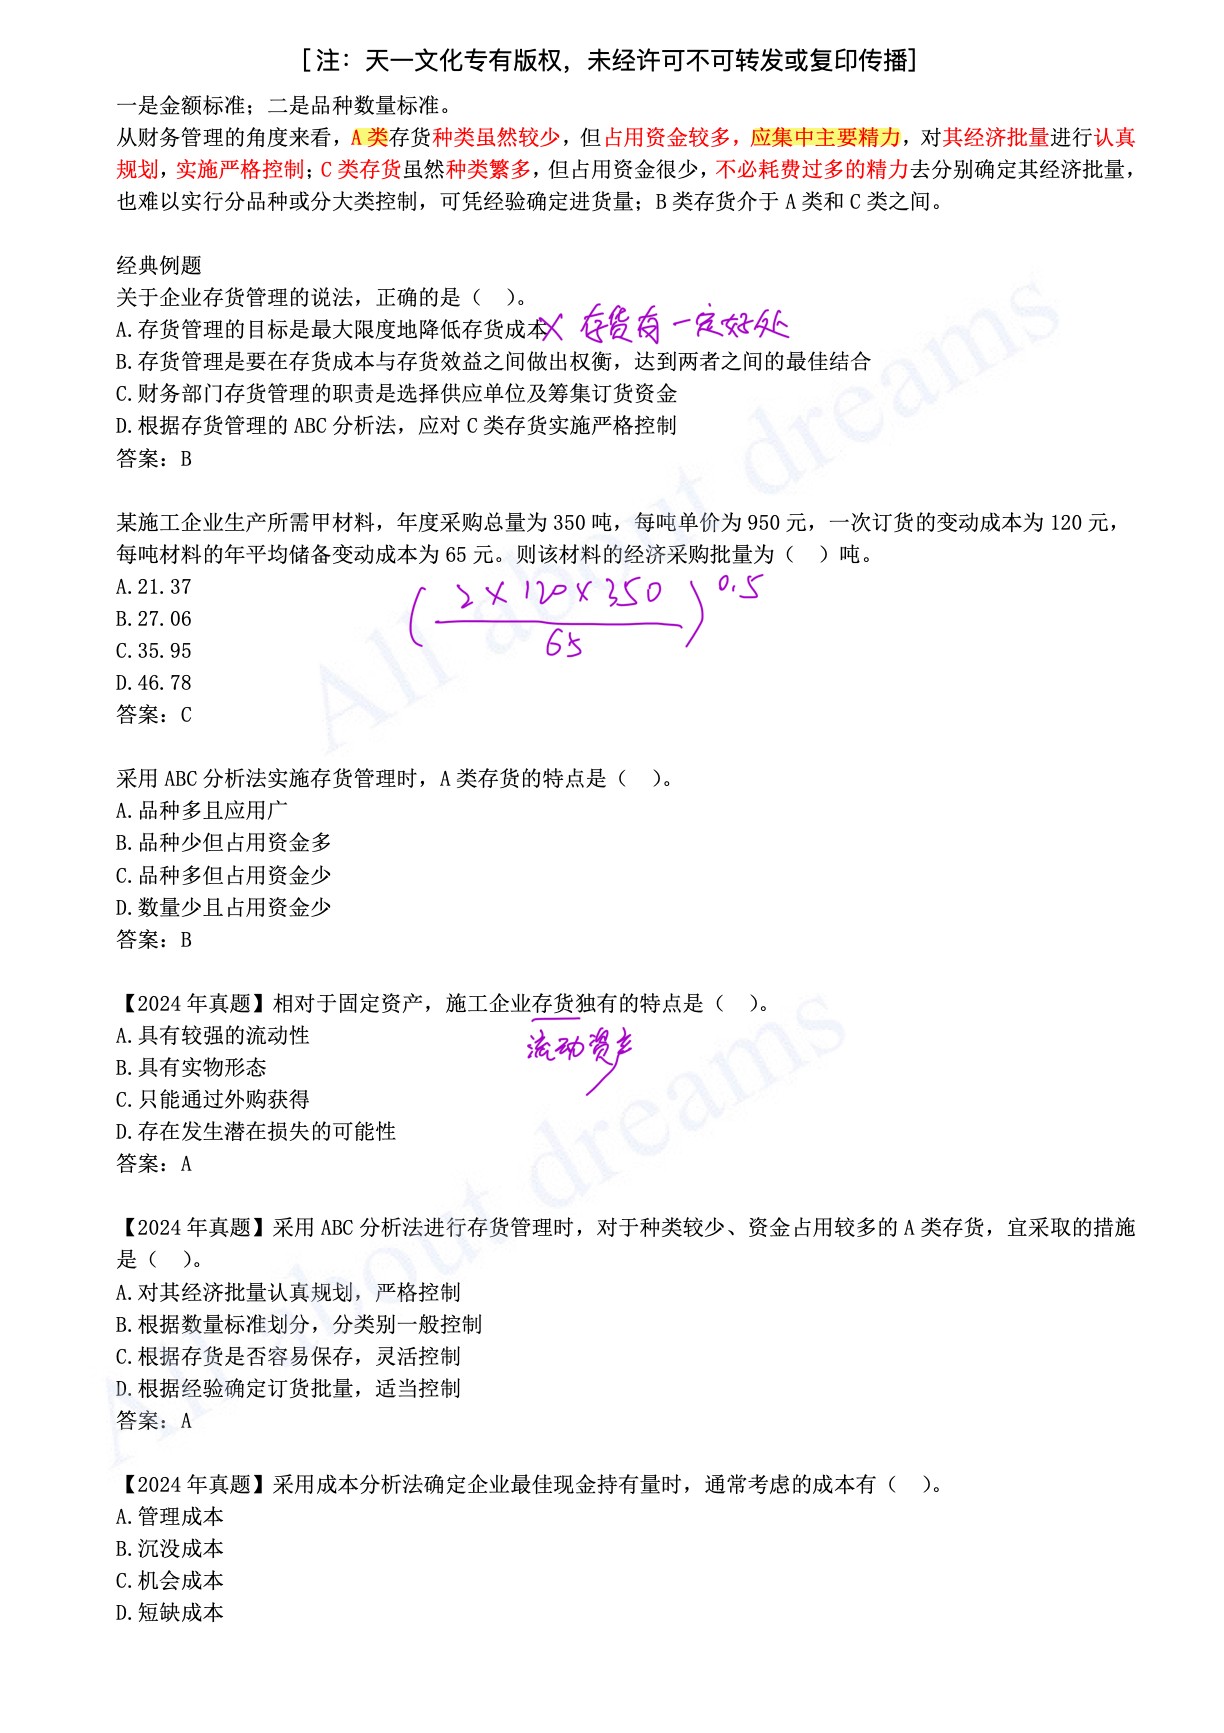 [注：天一文化专有版权，未经许可不可转发或复印传播]
一是金额标准；二是品种数量标准。
从财务管理的角度来看，A 类存货种类虽然较少，但占用资金较多，应集中主要精力，对其经济批量进行认真
规划，实施严格控制；C 类存货虽然种类繁多，但占用资金很少，不必耗费过多的精力去分别确定其经济批量，
也难以实行分品种或分大类控制，可凭经验确定进货量；B 类存货介于 A 类和 C 类之间。
经典例题
关于企业存货管理的说法，正确的是（ ）。
A.存货管理的目标是最大限度地降低存货成本 × 存货有一定好处
B.存货管理是要在存货成本与存货效益之间做出权衡，达到两者之间的最佳结合
C.财务部门存货管理的职责是选择供应单位及筹集订货资金
D.根据存货管理的 ABC 分析法，应对 C 类存货实施严格控制
答案：B
某施工企业生产所需甲材料，年度采购总量为 350 吨，每吨单价为 950 元，一次订货的变动成本为 120 元，
每吨材料的年平均储备变动成本为 65 元。则该材料的经济采购批量为（ ）吨。
A.21.37
(2×120×350 / 65)^0.5
B.27.06
C.35.95
D.46.78
答案：C
采用 ABC 分析法实施存货管理时，A 类存货的特点是（ ）。
A.品种多且应用广
B.品种少但占用资金多
C.品种多但占用资金少
D.数量少且占用资金少
答案：B
【2024 年真题】相对于固定资产，施工企业存货独有的特点是（ ）。
A.具有较强的流动性
流动资产
B.具有实物形态
C.只能通过外购获得
D.存在发生潜在损失的可能性
答案：A
【2024 年真题】采用 ABC 分析法进行存货管理时，对于种类较少、资金占用较多的 A 类存货，宜采取的措施
是（ ）。
A.对其经济批量认真规划，严格控制
B.根据数量标准划分，分类别一般控制
C.根据存货是否容易保存，灵活控制
D.根据经验确定订货批量，适当控制
答案：A
【2024 年真题】采用成本分析法确定企业最佳现金持有量时，通常考虑的成本有（ ）。
A.管理成本
B.沉没成本
C.机会成本
D.短缺成本
All about dreams
All about dreams